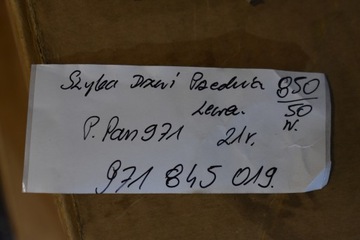 Szyba Drzwi Przednia 850
Lewa. 50
P. Pan 971 21r. W.
971 845 019.